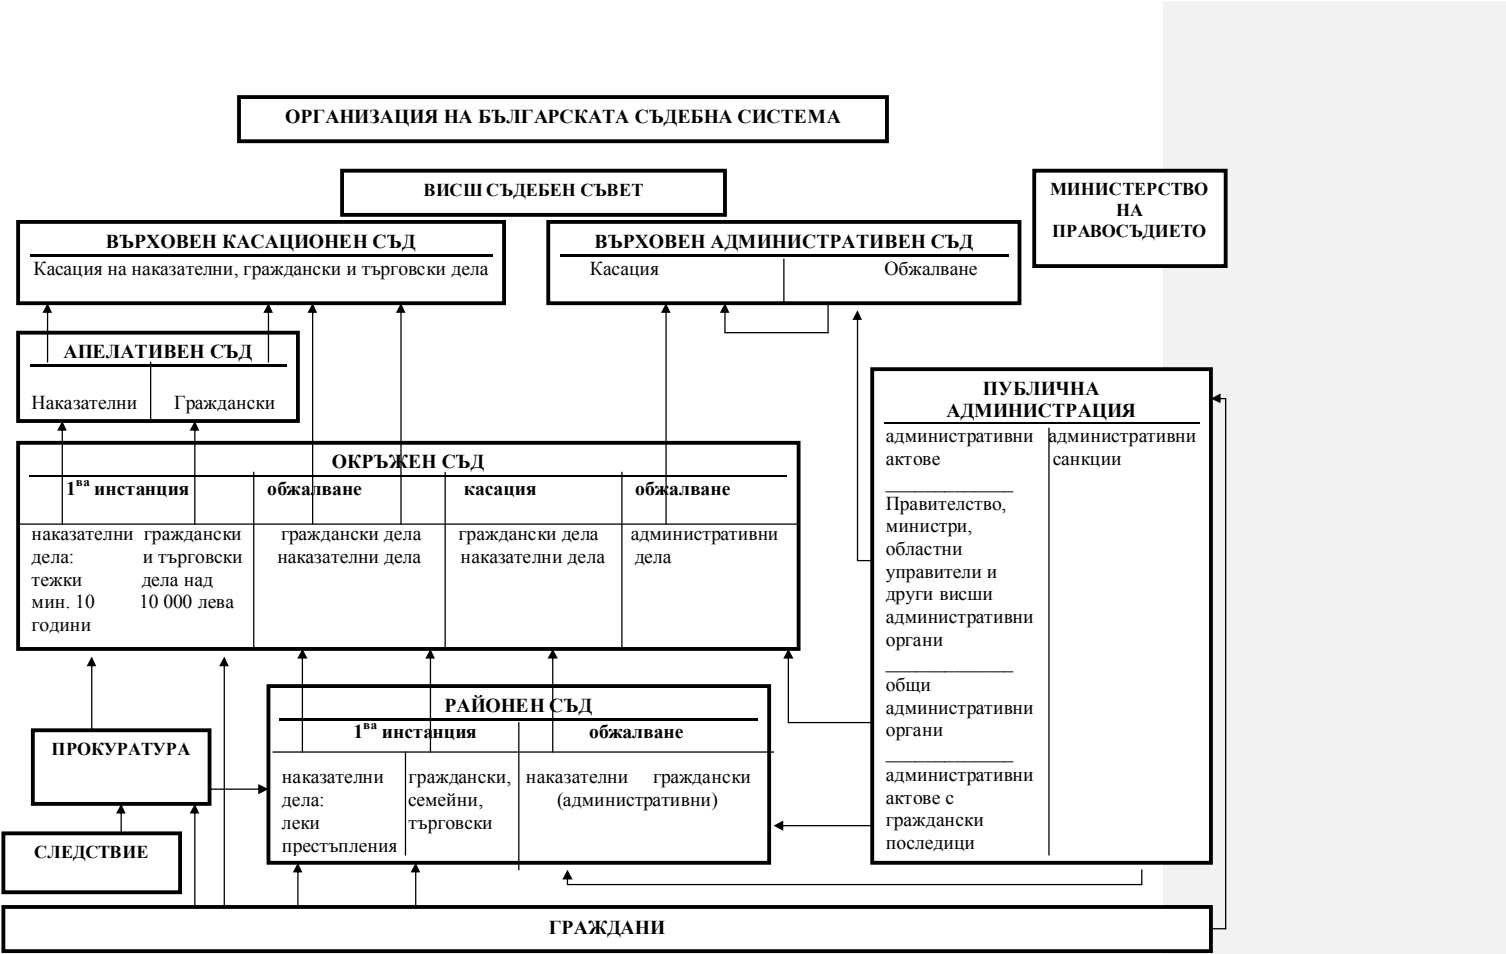 ОРГАНИЗАЦИЯ НА БЪЛГАРСКАТА СЪДЕБНА СИСТЕМА
ВИСШ СЪДЕБЕН СЪВЕТ
МИНИСТЕРСТВО
НА
ПРАВОСЪДИЕТО
ВЪРХОВЕН КАСАЦИОНЕН СЪД
Касация на наказателни, граждански и търговски дела
ВЪРХОВЕН АДМИНИСТРАТИВЕН СЪД
Касация Обжалване
АПЕЛАТИВЕН СЪД
Наказателни Граждански
ПУБЛИЧНА
АДМИНИСТРАЦИЯ
административни
актове
административни
санкции
Правителство,
министри,
областни
управители и
други висши
административни
органи
общи
административни
органи
административни
актове с
граждански
последици
ОКРЪЖЕН СЪД
1ва инстанция обжалване касация обжалване
наказателни
дела:
тежки
мин. 10
години
граждански
и търговски
дела над
10 000 лева
граждански дела
наказателни дела
граждански дела
наказателни дела
административни
дела
РАЙОНЕН СЪД
1ва инстанция обжалване
наказателни
дела:
леки
престъпления
граждански,
семейни,
търговски
наказателни граждански
(административни)
ПРОКУРАТУРА
СЛЕДСТВИЕ
ГРАЖДАНИ